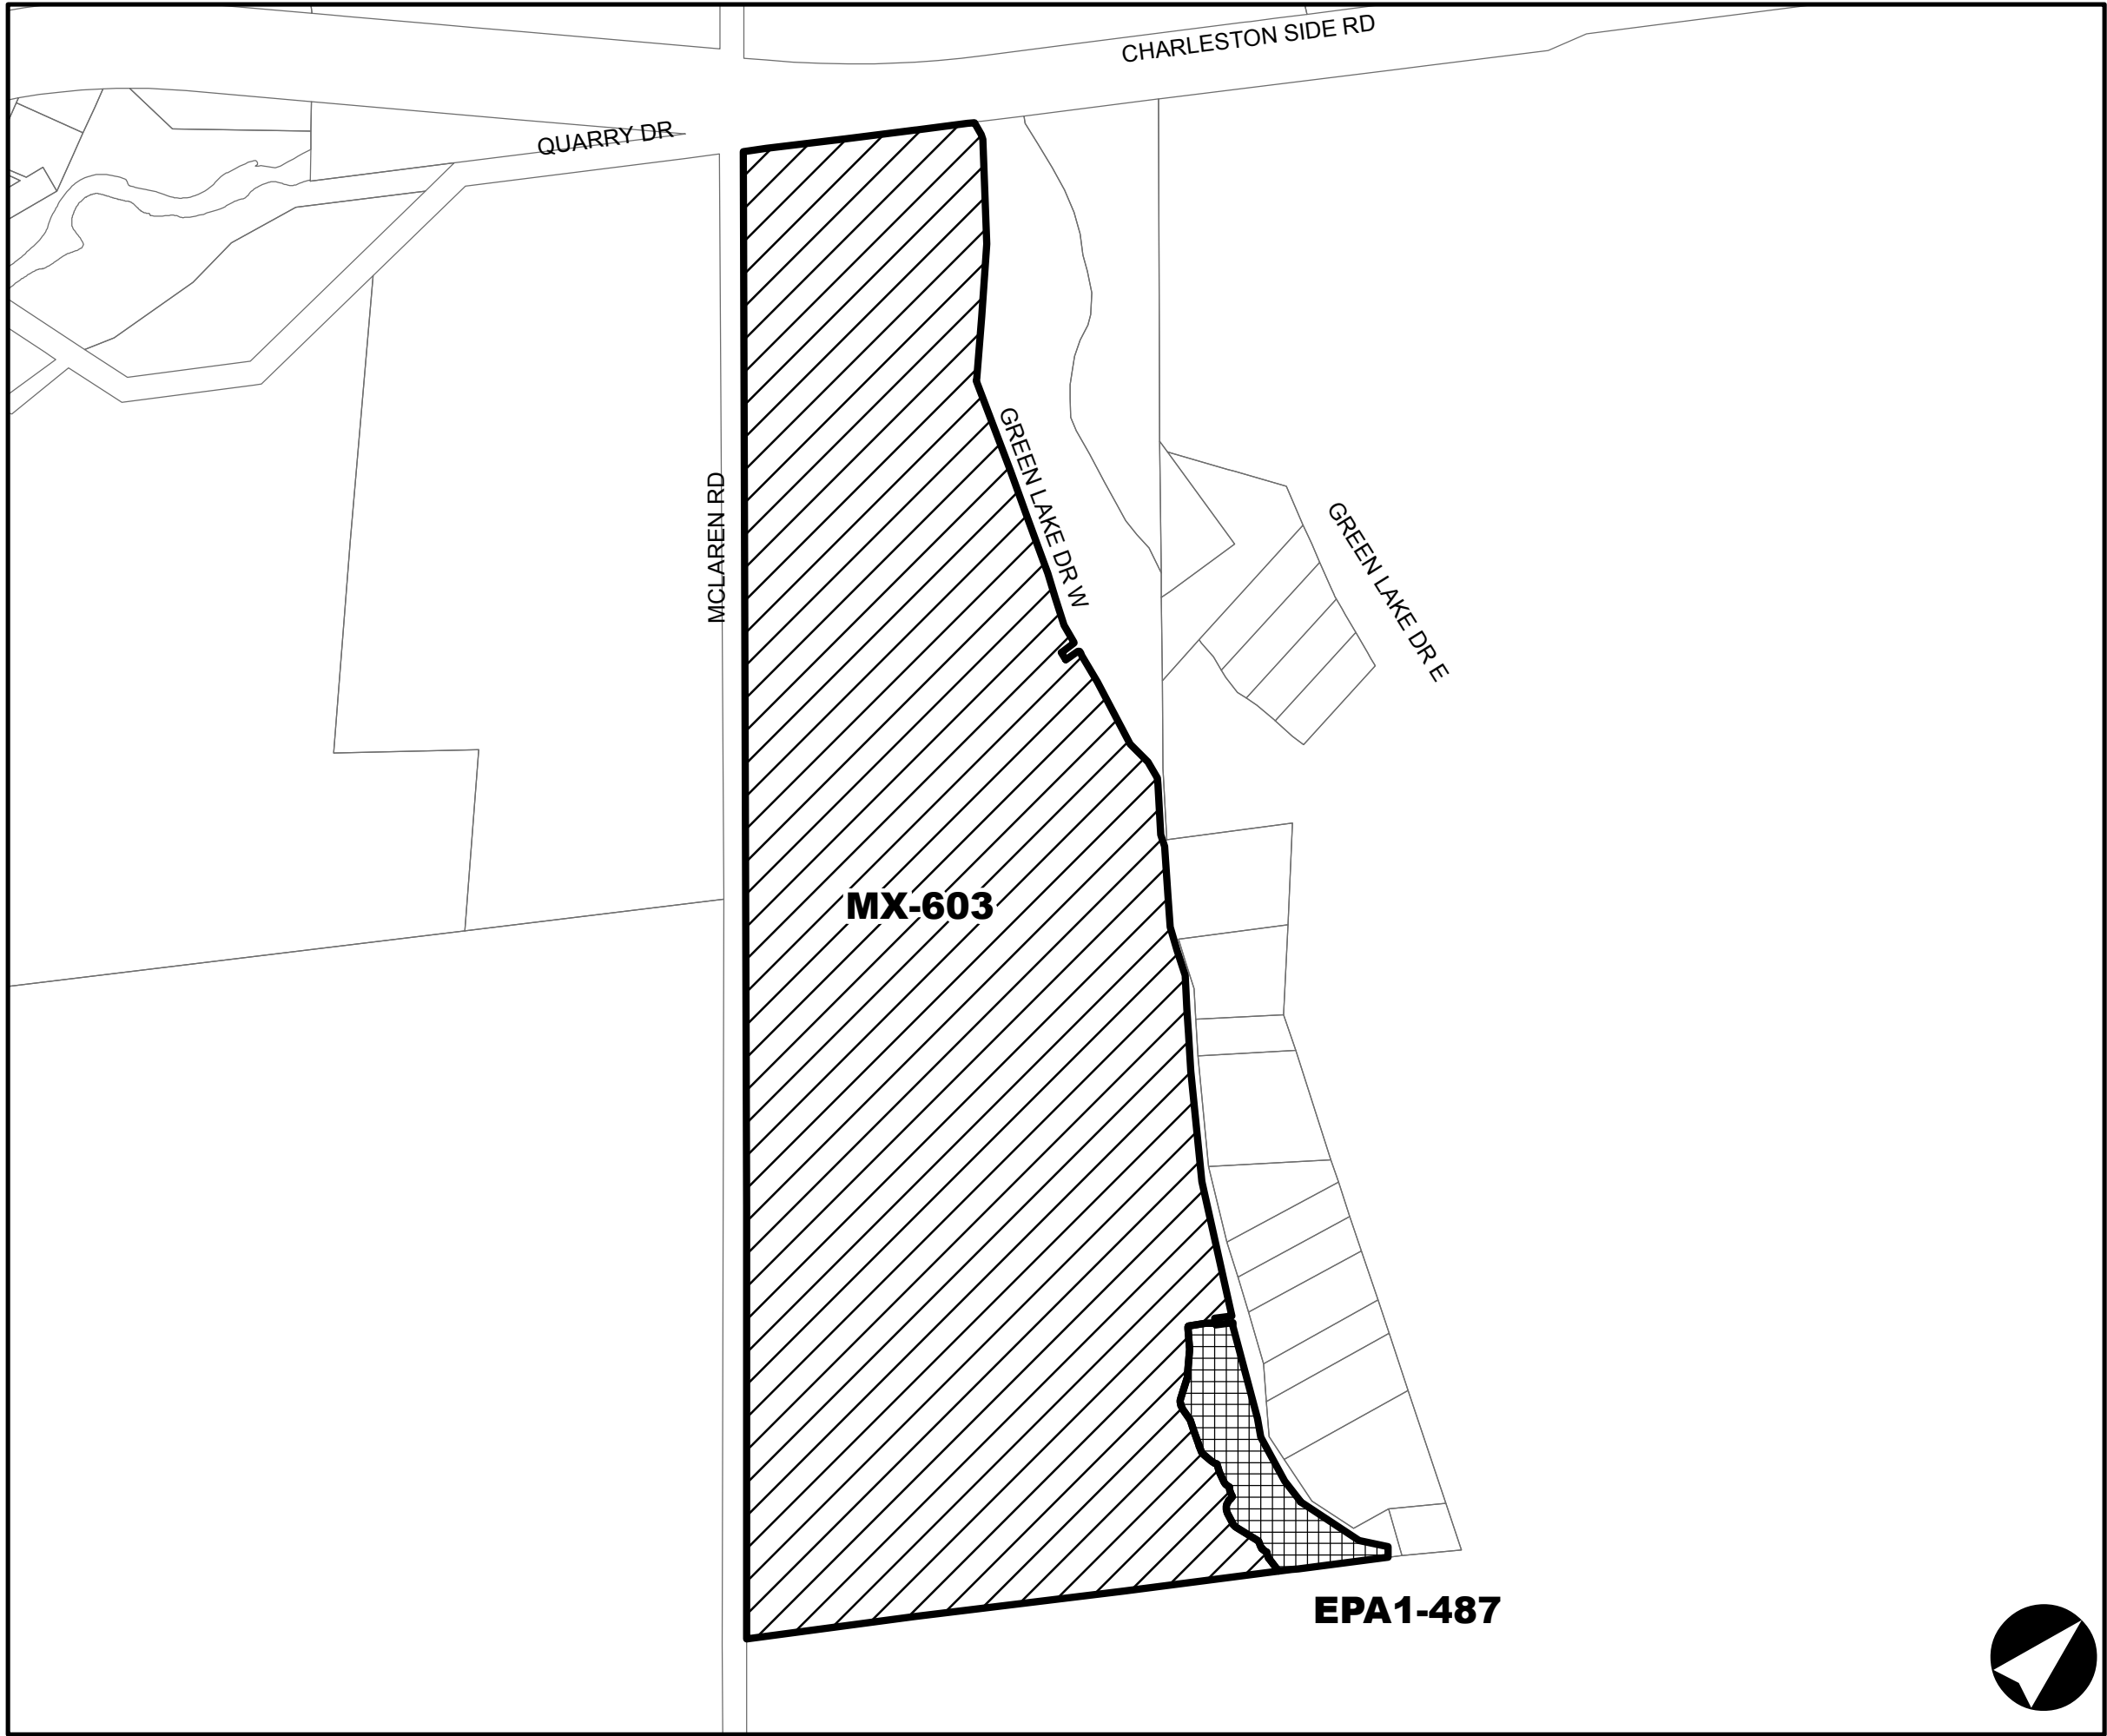 CHARLESTON SIDE RD
QUARRY DR
GREEN LAKE DR W
MCLAREN RD
GREEN LAKE DR E
MX-603
EPA1-487